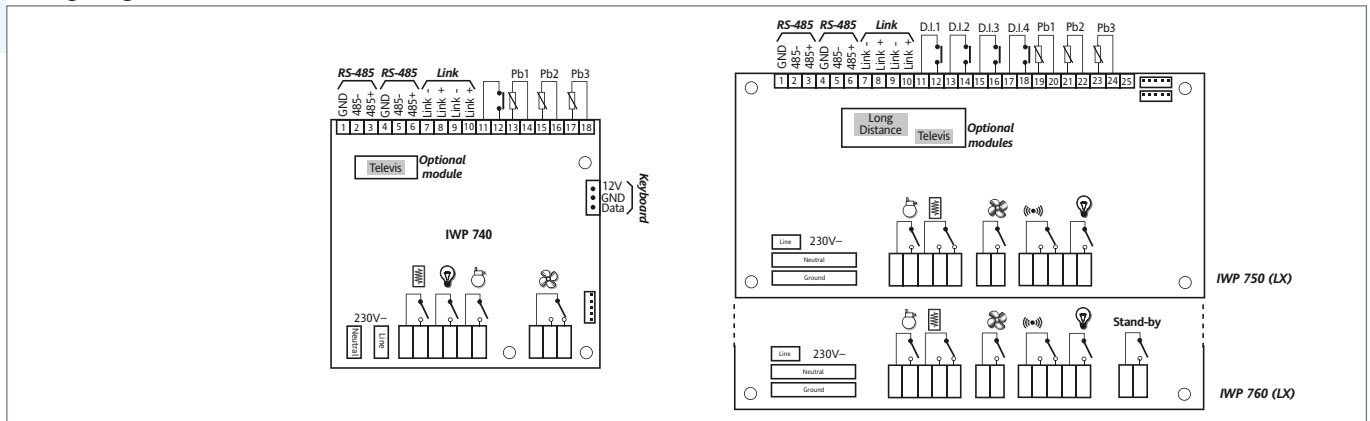 RS-485 RS-485 Link
GND
485-
485+
GND
485-
485+
Link -
Link +
Link -
Link +
Pb1 Pb2 Pb3
1 2 3 4 5 6 7 8 9 10 11 12 13 14 15 16 17 18
Televis
Optional
module
12V
GND
Data
Keyboard
IWP 740
230V~
Neutral
Line
RS-485 RS-485 Link
GND
485-
485+
GND
485-
485+
Link -
Link +
Link -
Link +
D.I.1 D.I.2 D.I.3 D.I.4 Pb1 Pb2 Pb3
1 2 3 4 5 6 7 8 9 10 11 12 13 14 15 16 17 18 19 20 21 22 23 24 25
Long
Distance
Televis
Optional
modules
Line 230V~
Neutral
Ground
IWP 750 (LX)
Stand-by
Line 230V~
Neutral
Ground
IWP 760 (LX)